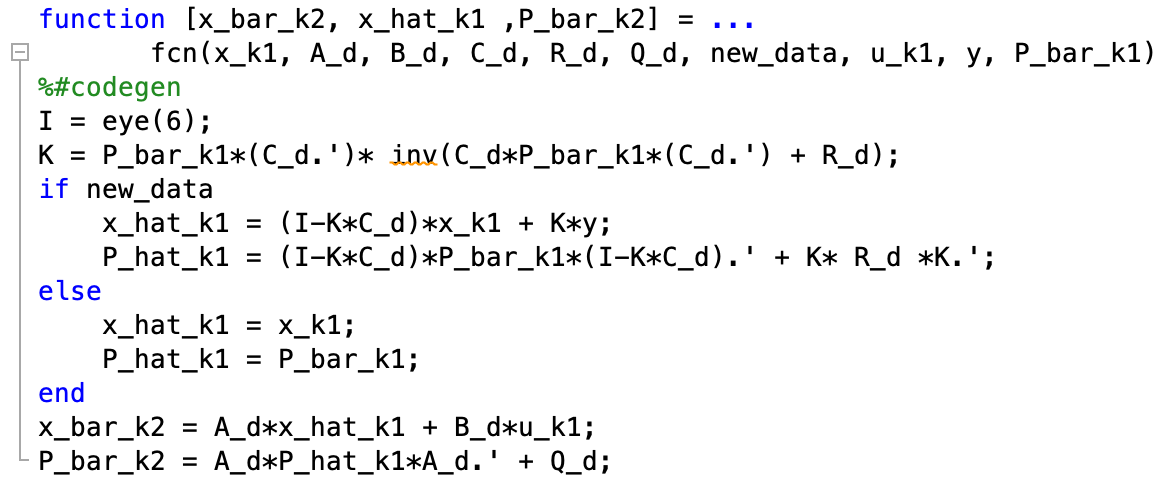 function [x_bar_k2, x_hat_k1 ,P_bar_k2] = ...
fcn(x_k1, A_d, B_d, C_d, R_d, Q_d, new_data, u_k1, y, P_bar_k1)
%#codegen
I = eye(6);
K = P_bar_k1*(C_d.')* inv(C_d*P_bar_k1*(C_d.') + R_d);
if new_data
x_hat_k1 = (I-K*C_d)*x_k1 + K*y;
P_hat_k1 = (I-K*C_d)*P_bar_k1*(I-K*C_d).' + K* R_d *K.';
else
x_hat_k1 = x_k1;
P_hat_k1 = P_bar_k1;
end
x_bar_k2 = A_d*x_hat_k1 + B_d*u_k1;
P_bar_k2 = A_d*P_hat_k1*A_d.' + Q_d;